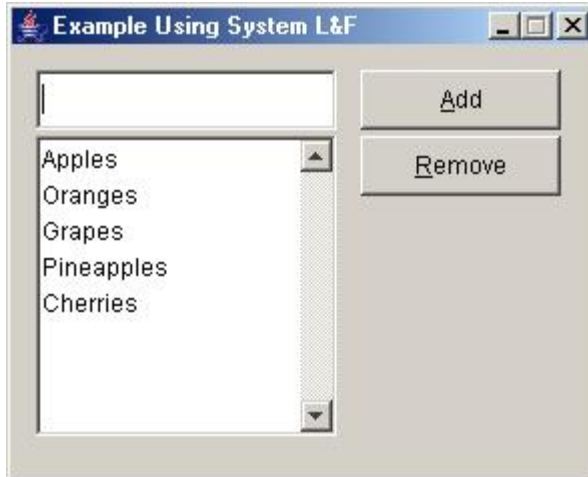 Example Using System L&F
Add
Apples
Remove
Oranges
Grapes
Pineapples
Cherries